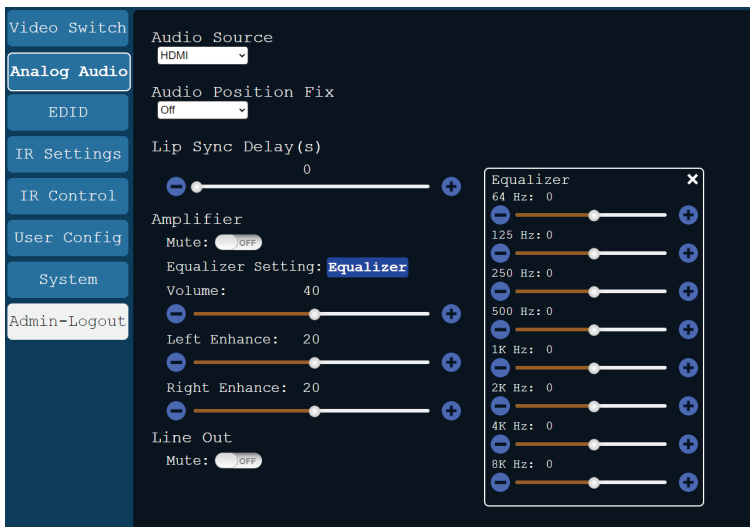 Video Switch
Analog Audio
EDID
IR Settings
IR Control
User Config
System
Admin-Logout
Audio Source
HDMI
Audio Position Fix
Off
Lip Sync Delay(s)
0
Amplifier
Mute: OFF
Equalizer Setting: Equalizer
Volume: 40
Left Enhance: 20
Right Enhance: 20
Line Out
Mute: OFF
Equalizer
64 Hz: 0
125 Hz: 0
250 Hz: 0
500 Hz: 0
1K Hz: 0
2K Hz: 0
4K Hz: 0
8K Hz: 0